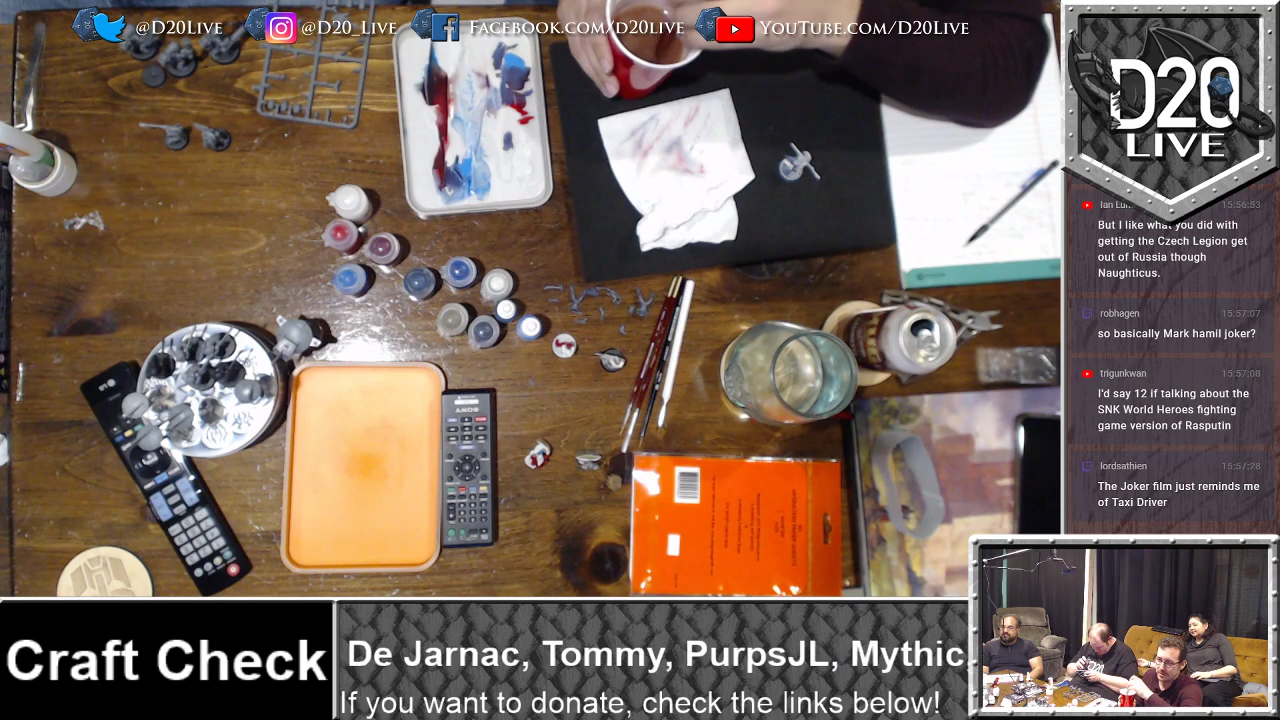 @D20Live
@D20_Live
Facebook.com/d20live
YouTube.com/D20Live
D20
LIVE
15:56:53
But I like what you did with
getting the Czech Legion get
out of Russia though
Naughticus.
robhagen 15:57:07
so basically Mark hamil joker?
trigunkwan 15:57:08
I'd say 12 if talking about the
SNK World Heroes fighting
game version of Rasputin
lordsathien 15:57:28
The Joker film just reminds me
of Taxi Driver
SONY
D20
Craft Check
De Jarnac, Tommy, PurpsJL, Mythic
If you want to donate, check the links below!